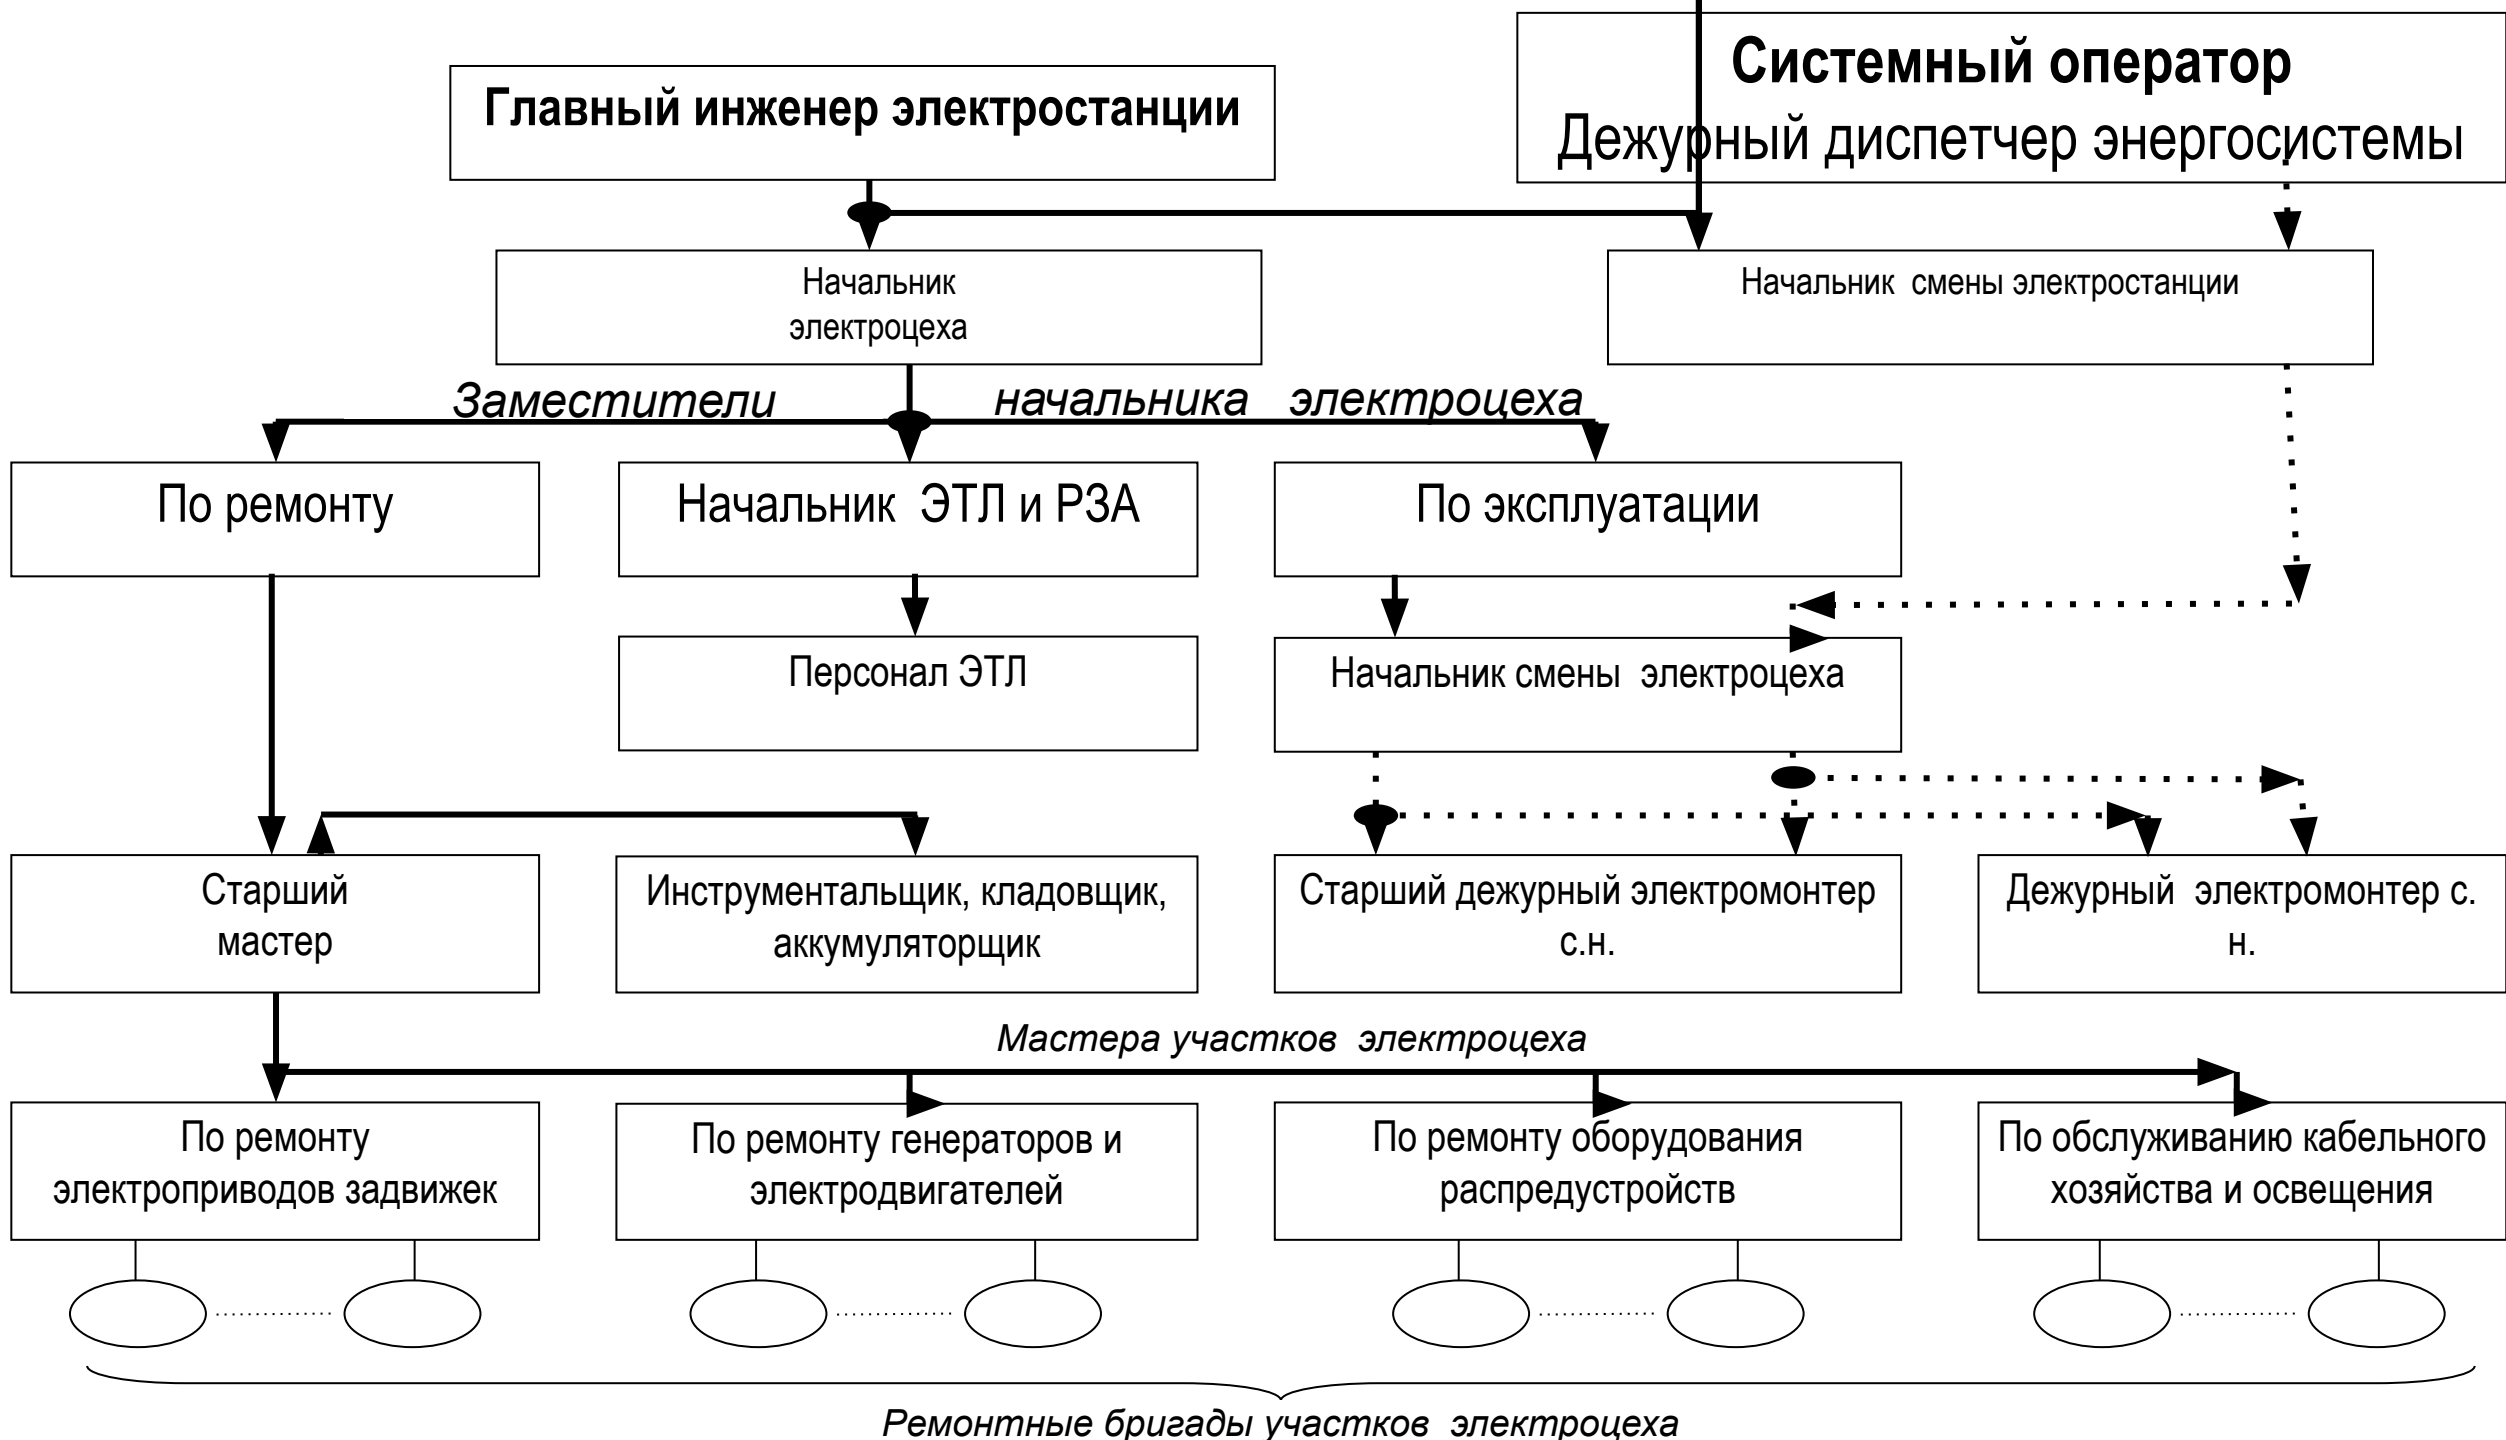 Системный оператор
Главный инженер электростанции
Дежурный диспетчер энергосистемы
Начальник
электроцеха
Начальник смены электростанции
Заместители начальника электроцеха
По ремонту
Начальник ЭТЛ и РЗА
По эксплуатации
Персонал ЭТЛ
Начальник смены электроцеха
Старший
мастер
Инструментальщик, кладовщик,
аккумуляторщик
Старший дежурный электромонтер
с.н.
Дежурный электромонтер с.
н.
Мастера участков электроцеха
По ремонту
электроприводов задвижек
По ремонту генераторов и
электродвигателей
По ремонту оборудования
распредустройств
По обслуживанию кабельного
хозяйства и освещения
Ремонтные бригады участков электроцеха